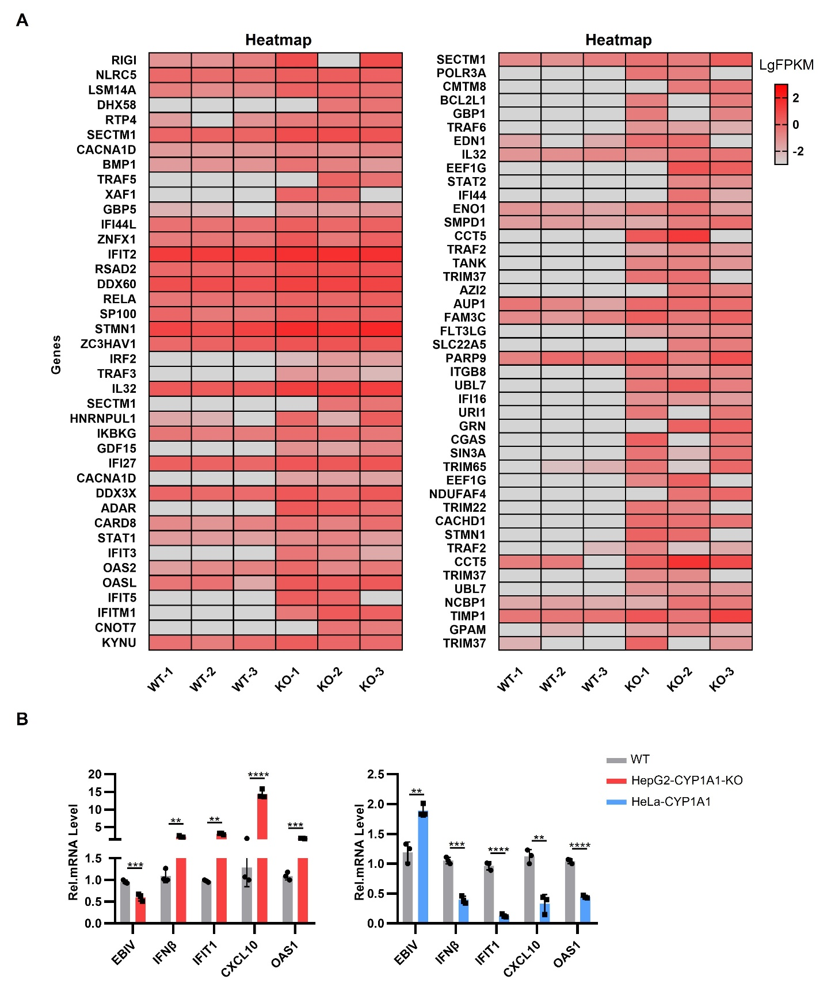 A
Heatmap
RIGI
NLRC5
LSM14A
DHX58
RTP4
SECTM1
CACNA1D
BMP1
TRAF5
XAF1
GBP5
IFI44L
ZNFX1
IFIT2
RSAD2
DDX60
RELA
SP100
STMN1
ZC3HAV1
IRF2
TRAF3
IL32
SECTM1
HNRNPUL1
IKBKG
GDF15
IFI27
CACNA1D
DDX3X
ADAR
CARD8
STAT1
IFIT3
OAS2
OASL
IFIT5
IFITM1
CNOT7
KYNU
Genes
WT-1
WT-2
WT-3
KO-1
KO-2
KO-3
Heatmap
SECTM1
POLR3A
CMTM8
BCL2L1
GBP1
TRAF6
EDN1
IL32
EEF1G
STAT2
IFI44
ENO1
SMPD1
CCT5
TRAF2
TANK
TRIM37
AZI2
AUP1
FAM3C
FLT3LG
SLC22A5
PARP9
ITGB8
UBL7
IFI16
URI1
GRN
CGAS
SIN3A
TRIM65
EEF1G
NDUFAF4
TRIM22
CACHD1
STMN1
TRAF2
CCT5
TRIM37
UBL7
NCBP1
TIMP1
GPAM
TRIM37
WT-1
WT-2
WT-3
KO-1
KO-2
KO-3
LgFPKM
2
0
-2
B
Rel.mRNA Level
20
15
10
5
1.5
1.0
0.5
0.0
***
**
**
****
***
EBIV
IFNβ
IFIT1
CXCL10
OAS1
Rel.mRNA Level
2.5
2.0
1.5
1.0
0.5
0.0
**
***
****
**
****
EBIV
IFNβ
IFIT1
CXCL10
OAS1
WT
HepG2-CYP1A1-KO
HeLa-CYP1A1